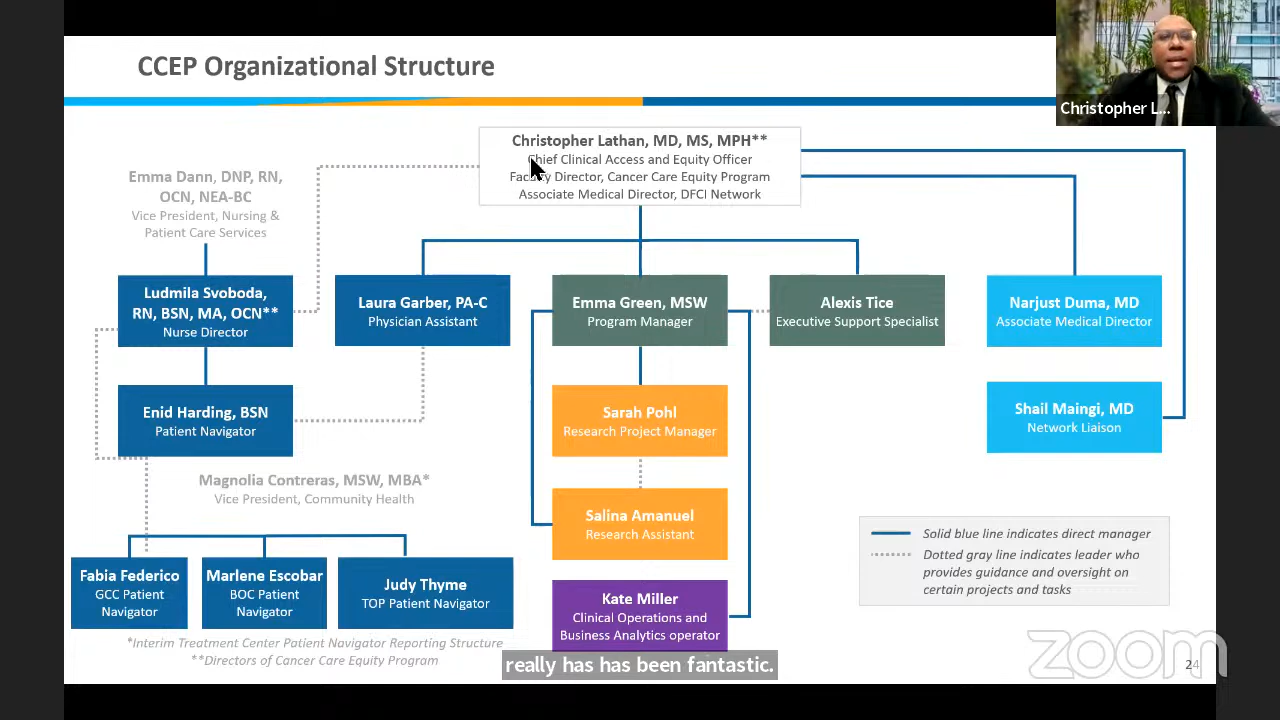 CCEP Organizational Structure
Christopher L...
Christopher Lathan, MD, MS, MPH**
Chief Clinical Access and Equity Officer
Faculty Director, Cancer Care Equity Program
Associate Medical Director, DFCI Network
Emma Dann, DNP, RN,
OCN, NEA-BC
Vice President, Nursing &
Patient Care Services
Ludmila Svoboda,
RN, BSN, MA, OCN**
Nurse Director
Laura Garber, PA-C
Physician Assistant
Emma Green, MSW
Program Manager
Alexis Tice
Executive Support Specialist
Narjust Duma, MD
Associate Medical Director
Enid Harding, BSN
Patient Navigator
Sarah Pohl
Research Project Manager
Shail Maingi, MD
Network Liaison
Magnolia Contreras, MSW, MBA*
Vice President, Community Health
Salina Amanuel
Research Assistant
Fabia Federico
GCC Patient
Navigator
Marlene Escobar
BOC Patient
Navigator
Judy Thyme
TOP Patient Navigator
Kate Miller
Clinical Operations and
Business Analytics operator
Solid blue line indicates direct manager
Dotted gray line indicates leader who
provides guidance and oversight on
certain projects and tasks
*Interim Treatment Center Patient Navigator Reporting Structure
**Directors of Cancer Care Equity Program
really has has been fantastic.
zoom
24